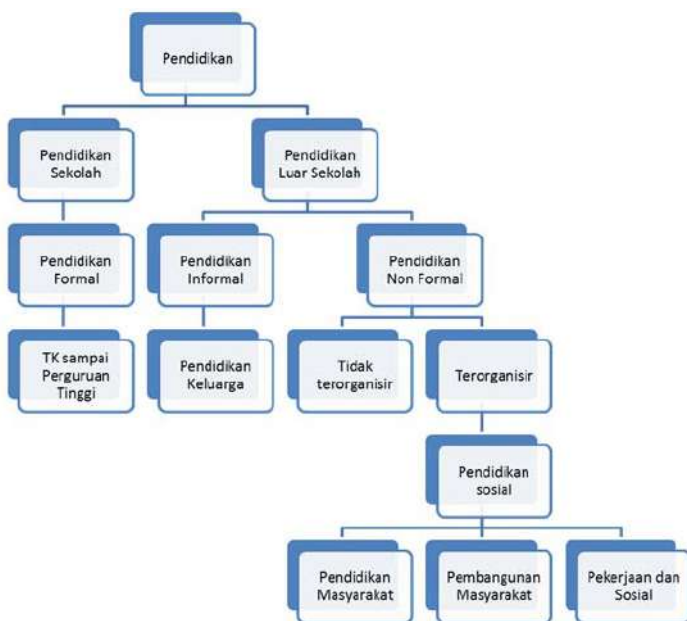 Pendidikan
Pendidikan
Sekolah
Pendidikan
Luar Sekolah
Pendidikan
Formal
Pendidikan
Informal
Pendidikan
Non Formal
TK sampai
Perguruan
Tinggi
Pendidikan
Keluarga
Tidak
terorganisir
Terorganisir
Pendidikan
sosial
Pendidikan
Masyarakat
Pembangunan
Masyarakat
Pekerjaan dan
Sosial